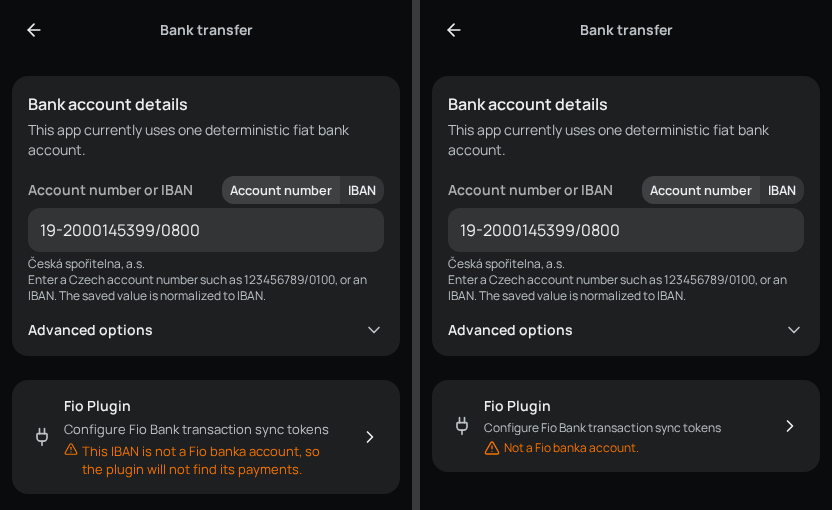 Bank transfer
Bank account details
This app currently uses one deterministic fiat bank
account.
Account number or IBAN
Account number
IBAN
19-2000145399/0800
Česká spořitelna, a.s.
Enter a Czech account number such as 123456789/0100, or an
IBAN. The saved value is normalized to IBAN.
Advanced options
Fio Plugin
Configure Fio Bank transaction sync tokens
This IBAN is not a Fio banka account, so
the plugin will not find its payments.
Bank transfer
Bank account details
This app currently uses one deterministic fiat bank
account.
Account number or IBAN
Account number
IBAN
19-2000145399/0800
Česká spořitelna, a.s.
Enter a Czech account number such as 123456789/0100, or an
IBAN. The saved value is normalized to IBAN.
Advanced options
Fio Plugin
Configure Fio Bank transaction sync tokens
Not a Fio banka account.